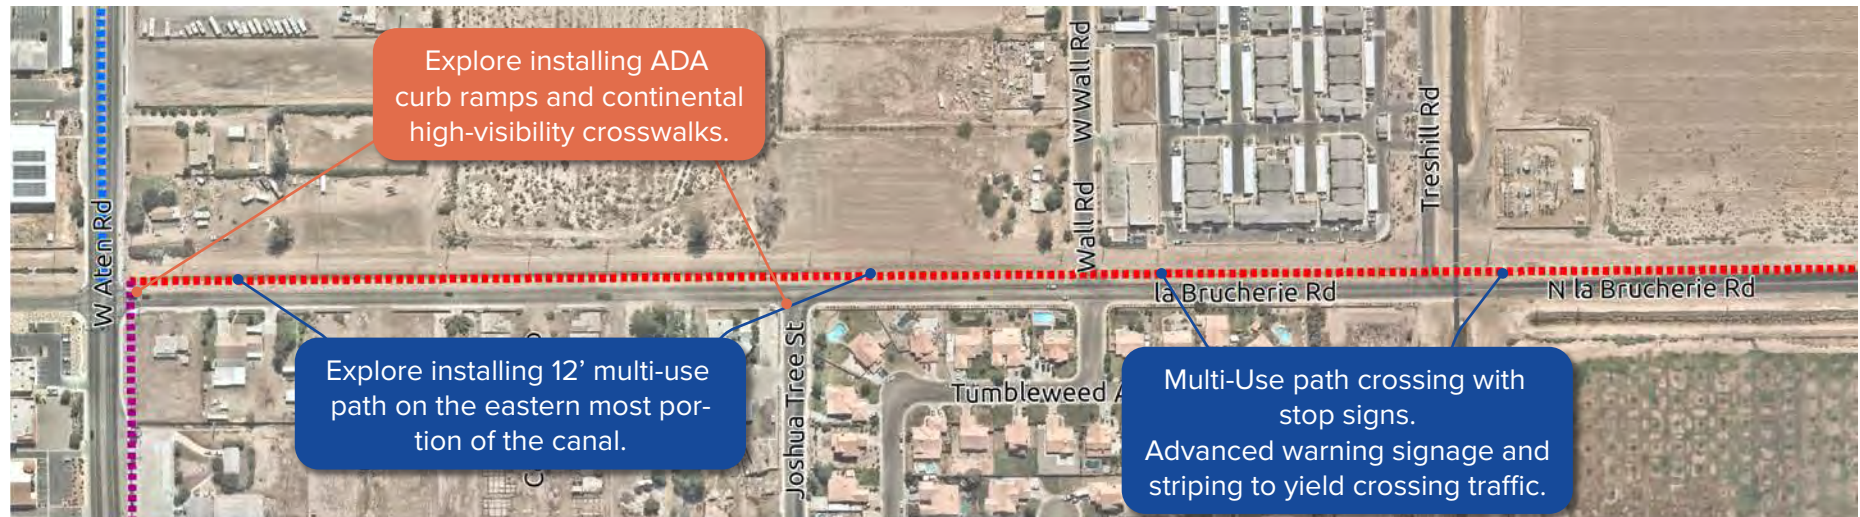 Explore installing ADA
curb ramps and continental
high-visibility crosswalks.
W Wall Rd
Wall Rd
Treshill Rd
W Aten Rd
la Brucherie Rd
N la Brucherie Rd
Explore installing 12’ multi-use
path on the eastern most por-
tion of the canal.
Joshua Tree St
Tumbleweed
Multi-Use path crossing with
stop signs.
Advanced warning signage and
striping to yield crossing traffic.